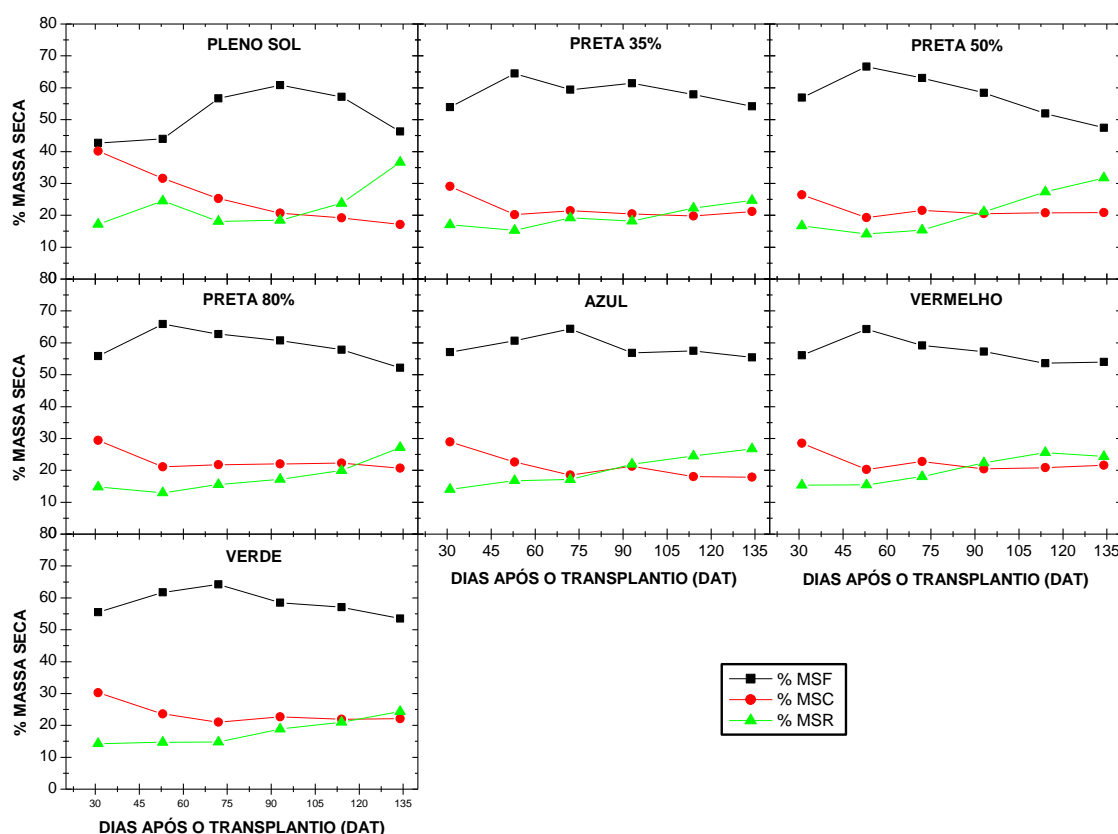 PLENO SOL
PRETA 35%
PRETA 50%
% MASSA SECA
80
70
60
50
40
30
20
10
80
PRETA 80%
AZUL
VERMELHO
% MASSA SECA
70
60
50
40
30
20
10
80
30 45 60 75 90 105 120 135
30 45 60 75 90 105 120 135
DIAS APÓS O TRANSPLANTIO (DAT)
DIAS APÓS O TRANSPLANTIO (DAT)
VERDE
% MASSA SECA
70
60
50
40
30
20
10
0
30 45 60 75 90 105 120 135
DIAS APÓS O TRANSPLANTIO (DAT)
% MSF
% MSC
% MSR